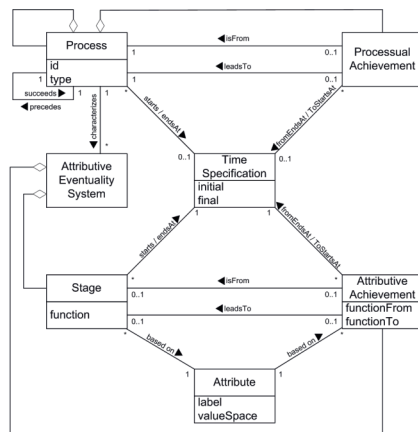 Process
id
type
1
isFrom
0..1
Processual
Achievement
1
leadsTo
0..1
1
succeeds
precedes
1
1
characterizes
*
*
starts / endsAt
0..1
*
fromEndsAt / ToStartsAt
0..1
Attributive
Eventuality
System
Time
Specification
initial
final
1
1
starts / endsAt
fromEndsAt / ToStartsAt
Stage
function
*
*
isFrom
0..1
*
0..1
leadsTo
0..1
0..1
Attributive
Achievement
functionFrom
functionTo
*
based on
1
*
based on
1
Attribute
label
valueSpace